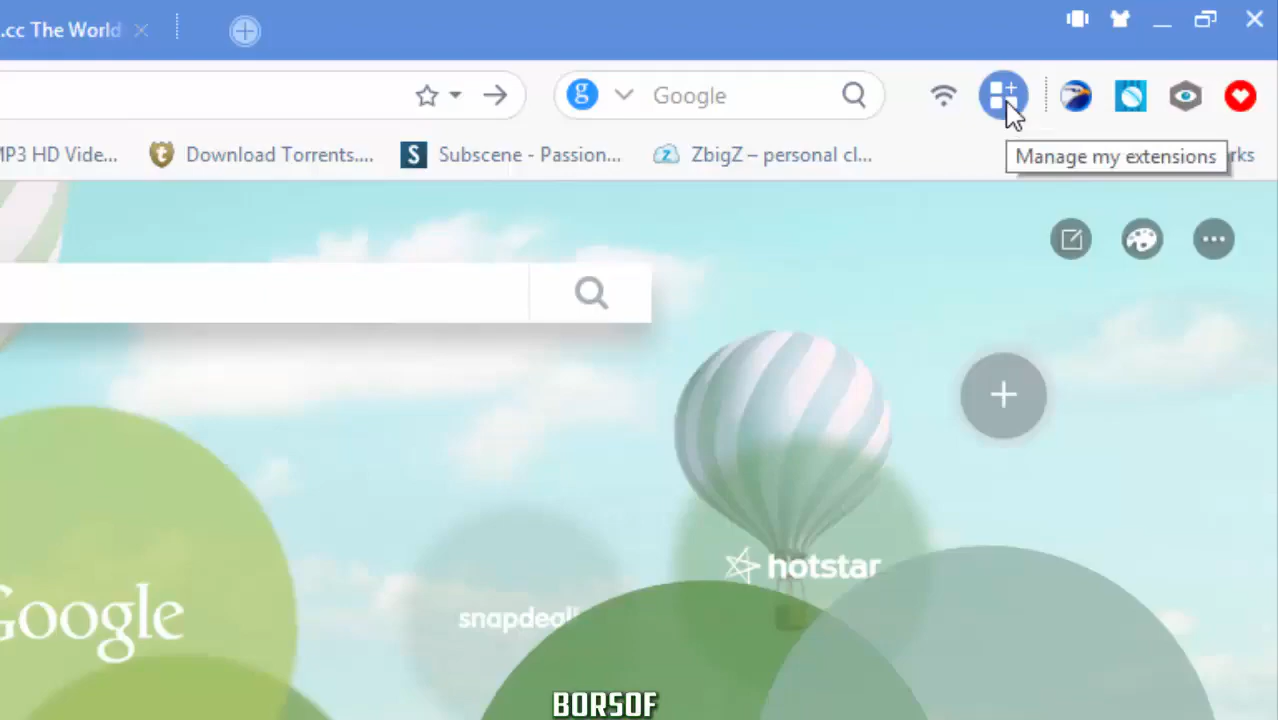 .cc The World
g Google
MP3 HD Vide...
Download Torrents....
S Subscene - Passion...
ZbigZ – personal cl...
Manage my extensions
rks
Google
snapdeal
hotstar
BORSOF